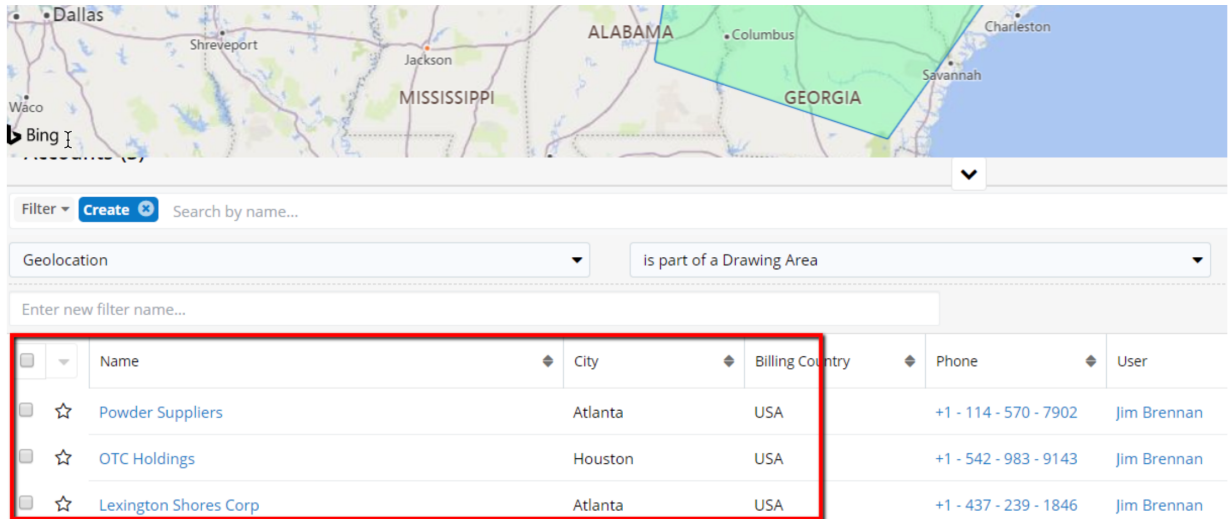 Dallas
Shreveport
Jackson
Waco
MISSISSIPPI
ALABAMA
Columbus
GEORGIA
Charleston
Savannah
Bing
Filter Create Search by name...
Geolocation is part of a Drawing Area
Enter new filter name...
Name City Billing Country Phone User
Powder Suppliers Atlanta USA +1 - 114 - 570 - 7902 Jim Brennan
OTC Holdings Houston USA +1 - 542 - 983 - 9143 Jim Brennan
Lexington Shores Corp Atlanta USA +1 - 437 - 239 - 1846 Jim Brennan